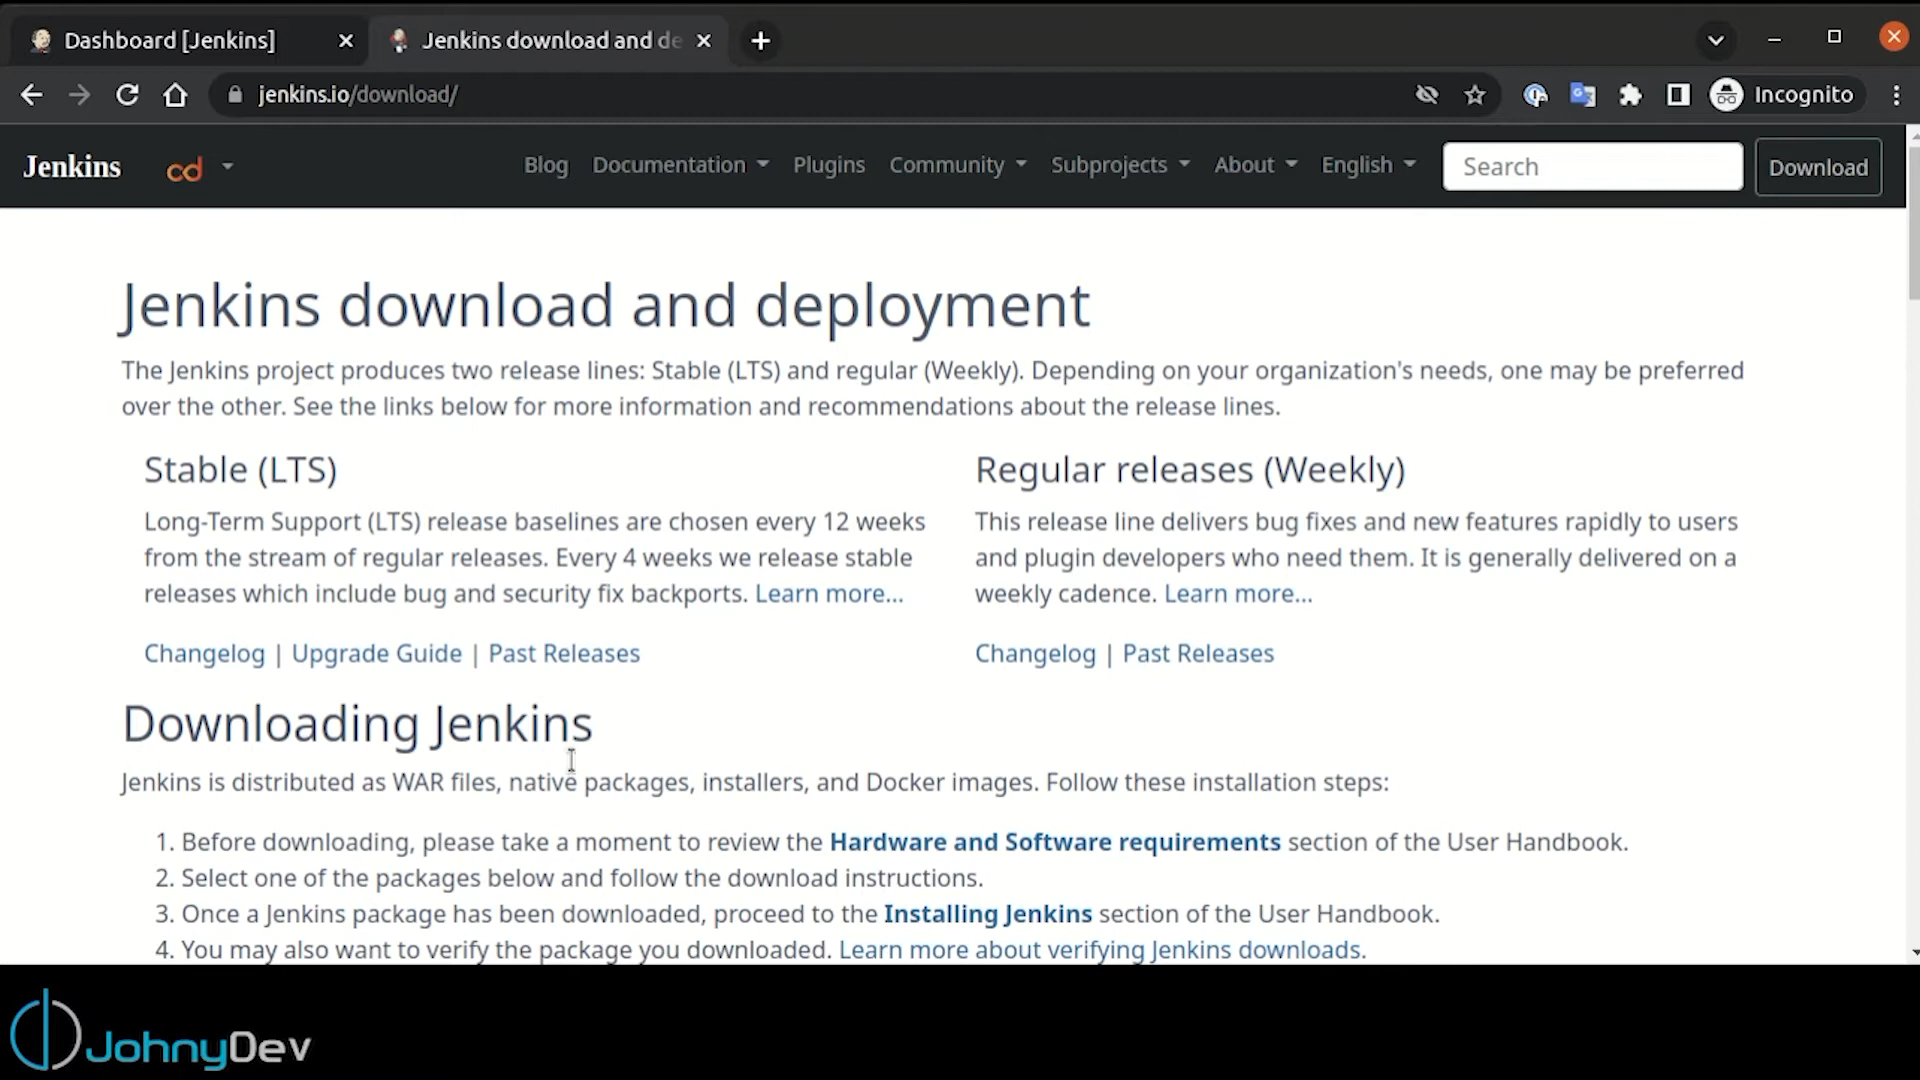 Dashboard [Jenkins]
Jenkins download and de
jenkins.io/download/
Incognito
Jenkins
cd
Blog Documentation Plugins Community Subprojects About English Search Download
Jenkins download and deployment
The Jenkins project produces two release lines: Stable (LTS) and regular (Weekly). Depending on your organization's needs, one may be preferred
over the other. See the links below for more information and recommendations about the release lines.
Stable (LTS)
Long-Term Support (LTS) release baselines are chosen every 12 weeks
from the stream of regular releases. Every 4 weeks we release stable
releases which include bug and security fix backports. Learn more...
Changelog | Upgrade Guide | Past Releases
Regular releases (Weekly)
This release line delivers bug fixes and new features rapidly to users
and plugin developers who need them. It is generally delivered on a
weekly cadence. Learn more...
Changelog | Past Releases
Downloading Jenkins
Jenkins is distributed as WAR files, native packages, installers, and Docker images. Follow these installation steps:
1. Before downloading, please take a moment to review the Hardware and Software requirements section of the User Handbook.
2. Select one of the packages below and follow the download instructions.
3. Once a Jenkins package has been downloaded, proceed to the Installing Jenkins section of the User Handbook.
4. You may also want to verify the package you downloaded. Learn more about verifying Jenkins downloads.
JohnyDev